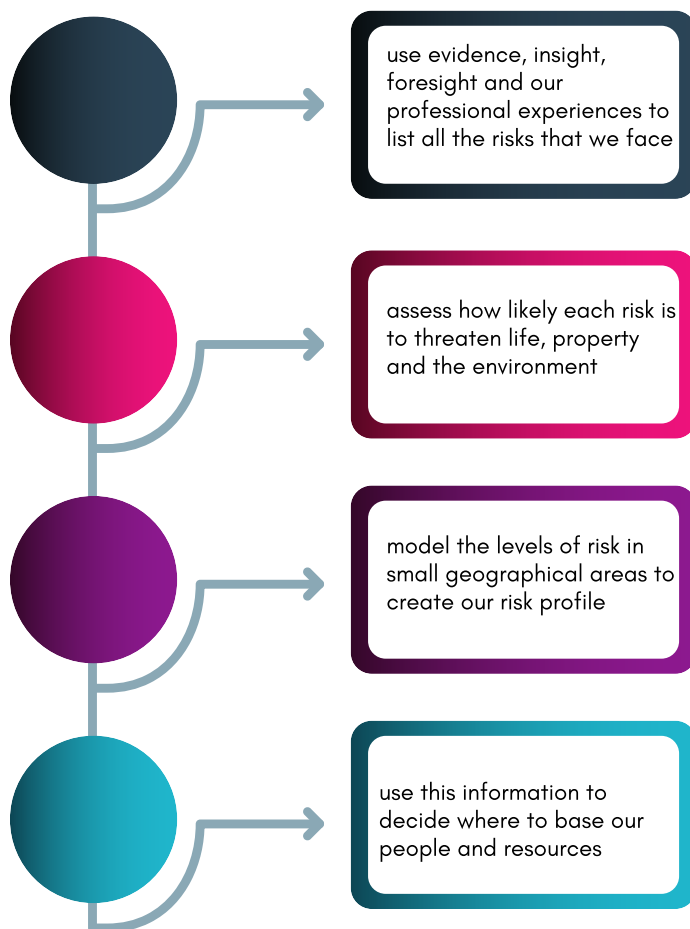 use evidence, insight,
foresight and our
professional experiences to
list all the risks that we face
assess how likely each risk is
to threaten life, property
and the environment
model the levels of risk in
small geographical areas to
create our risk profile
use this information to
decide where to base our
people and resources